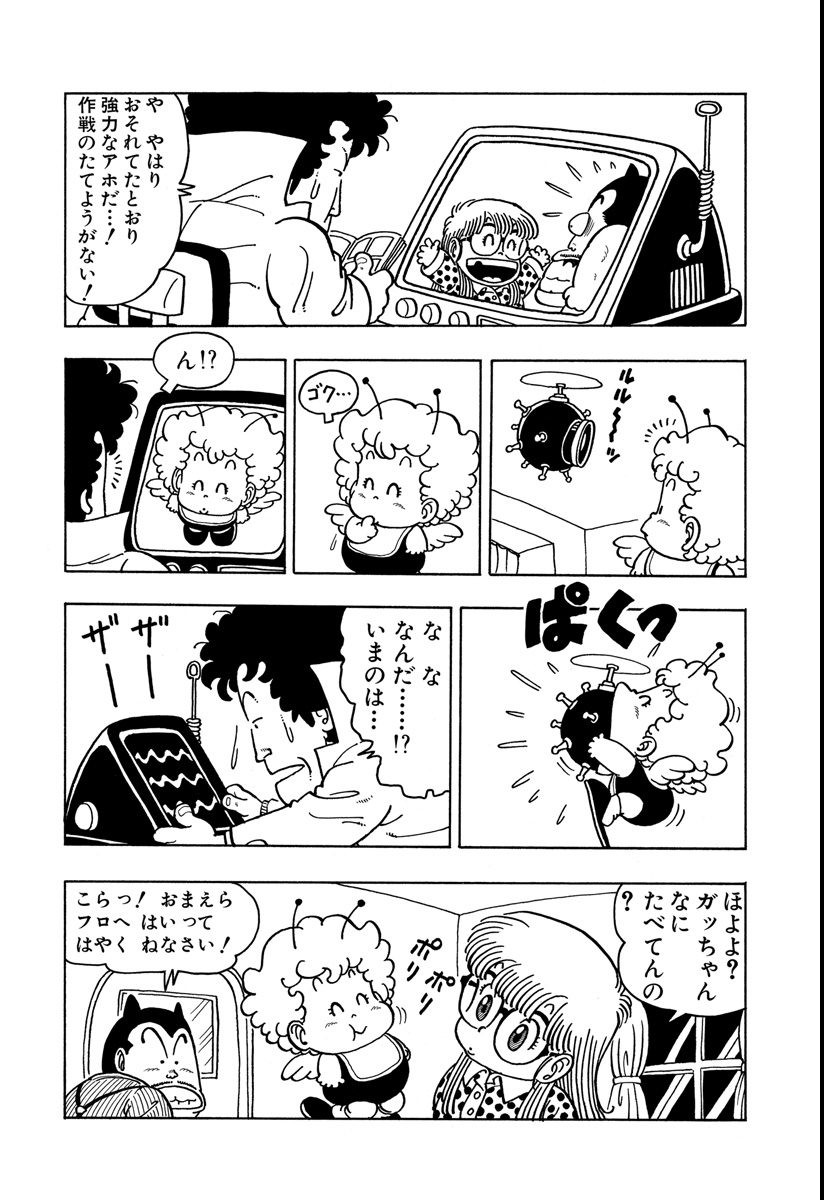 や　やはり
おそれてたとおり
強力なアホだ…！
作戦のたてようがない！
ルルル〜〜ッ
ゴク…
ん!?
ぱくっ
な　な
なんだ……!?
いまのは…
ザーー
ザーー
ほよよ？
ガッちゃん
なに
たべてんの
？
ポリ
ポリ
こらっ！　おまえら
フロへ　はいって
はやく　ねなさい！